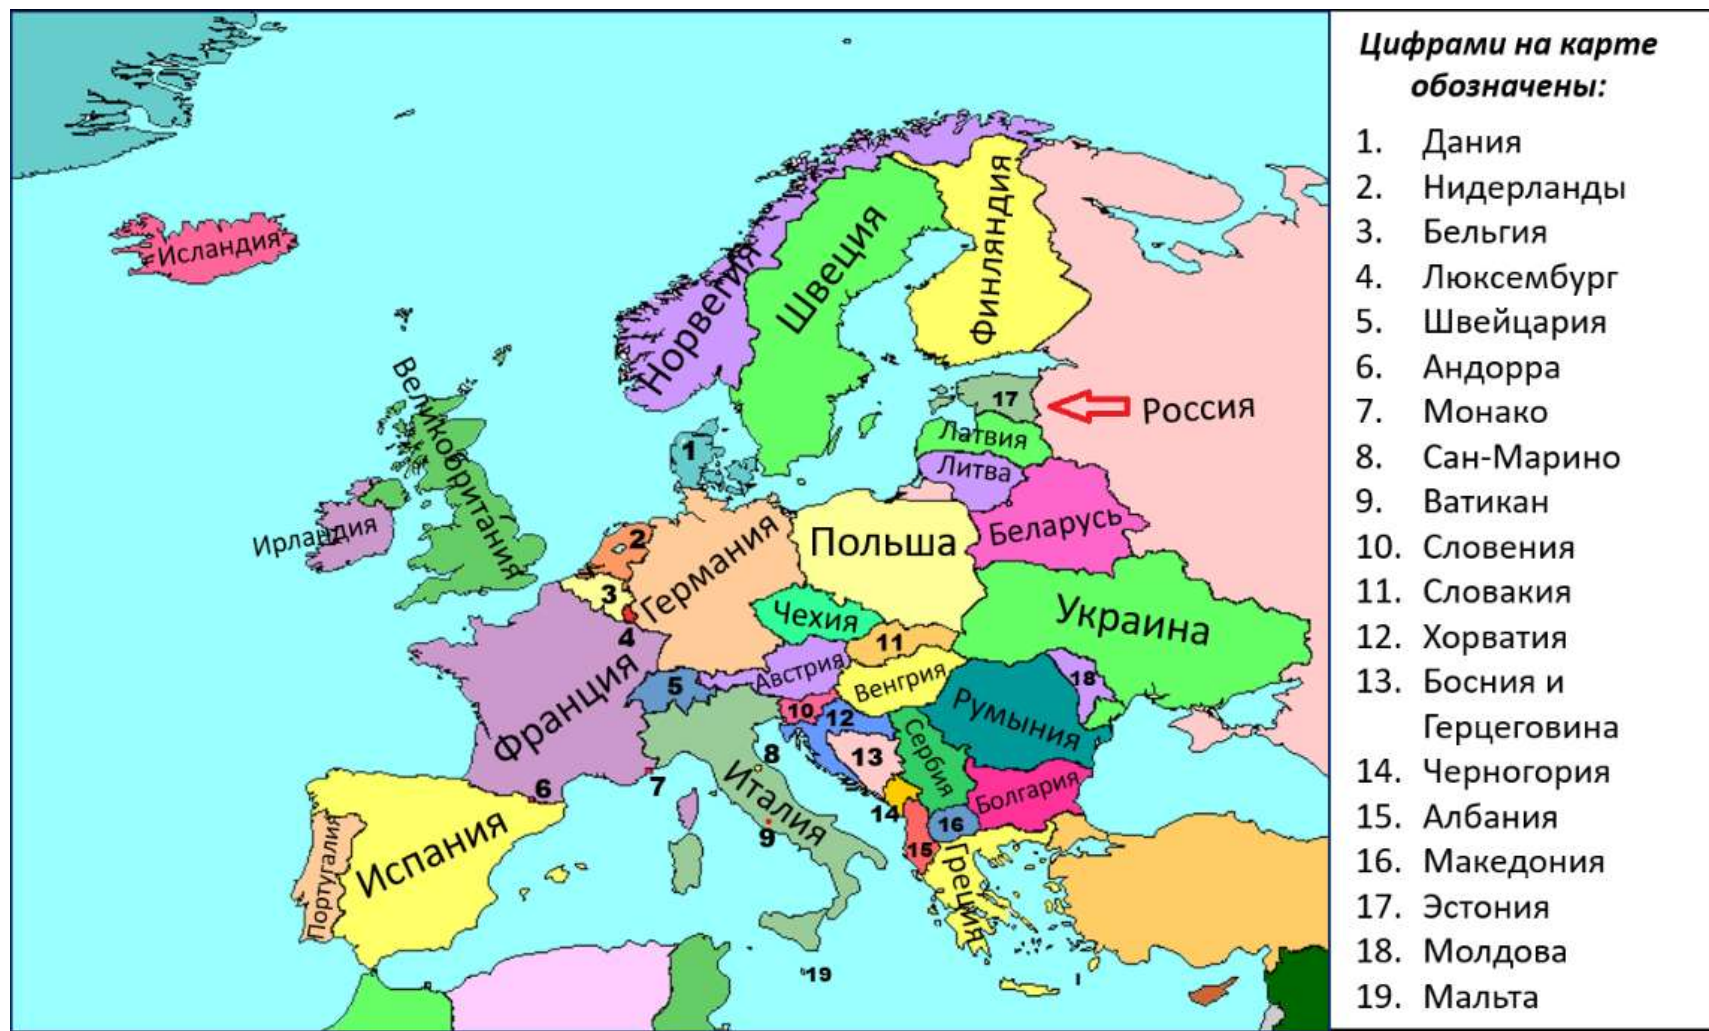 Исландия
Норвегия
Швеция
Финляндия
Великобритания
Ирландия
17
Россия
Латвия
Литва
1
Беларусь
2
Германия
Польша
3
4
Чехия
Украина
11
Франция
5
Австрия
Венгрия
18
10
12
Румыния
13
Сербия
8
7
6
Италия
14
Болгария
Испания
Португалия
9
16
15
Греция
19
Цифрами на карте
обозначены:
1. Дания
2. Нидерланды
3. Бельгия
4. Люксембург
5. Швейцария
6. Андорра
7. Монако
8. Сан-Марино
9. Ватикан
10. Словения
11. Словакия
12. Хорватия
13. Босния и
Герцеговина
14. Черногория
15. Албания
16. Македония
17. Эстония
18. Молдова
19. Мальта